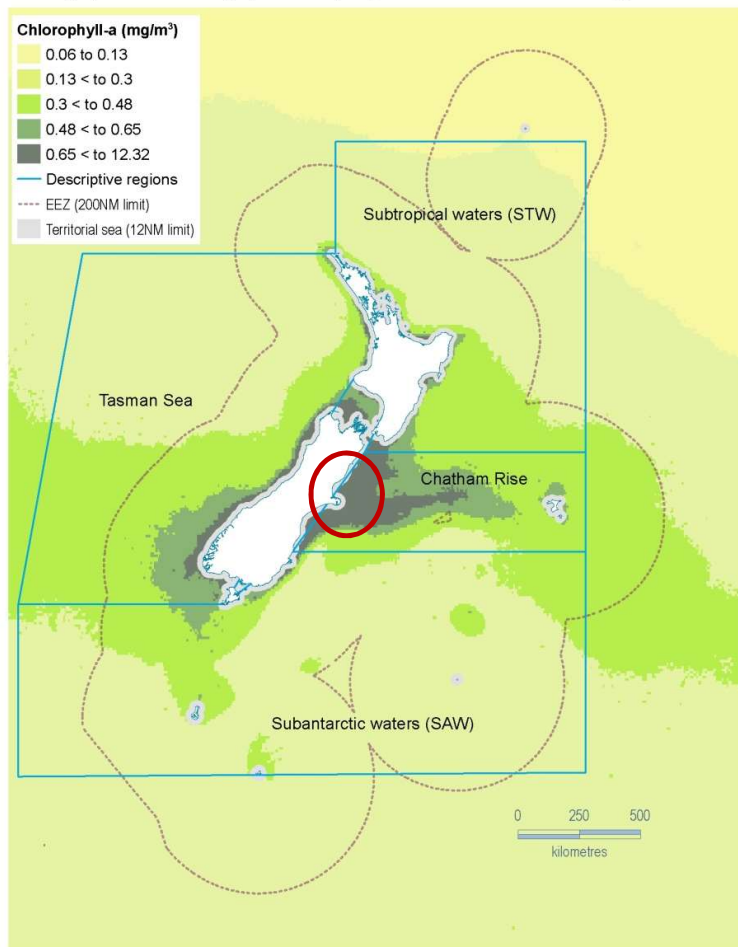 Chlorophyll-a (mg/m³)
0.06 to 0.13
0.13 < to 0.3
0.3 < to 0.48
0.48 < to 0.65
0.65 < to 12.32
Descriptive regions
EEZ (200NM limit)
Territorial sea (12NM limit)
Subtropical waters (STW)
Tasman Sea
Chatham Rise
Subantarctic waters (SAW)
0 250 500
kilometres